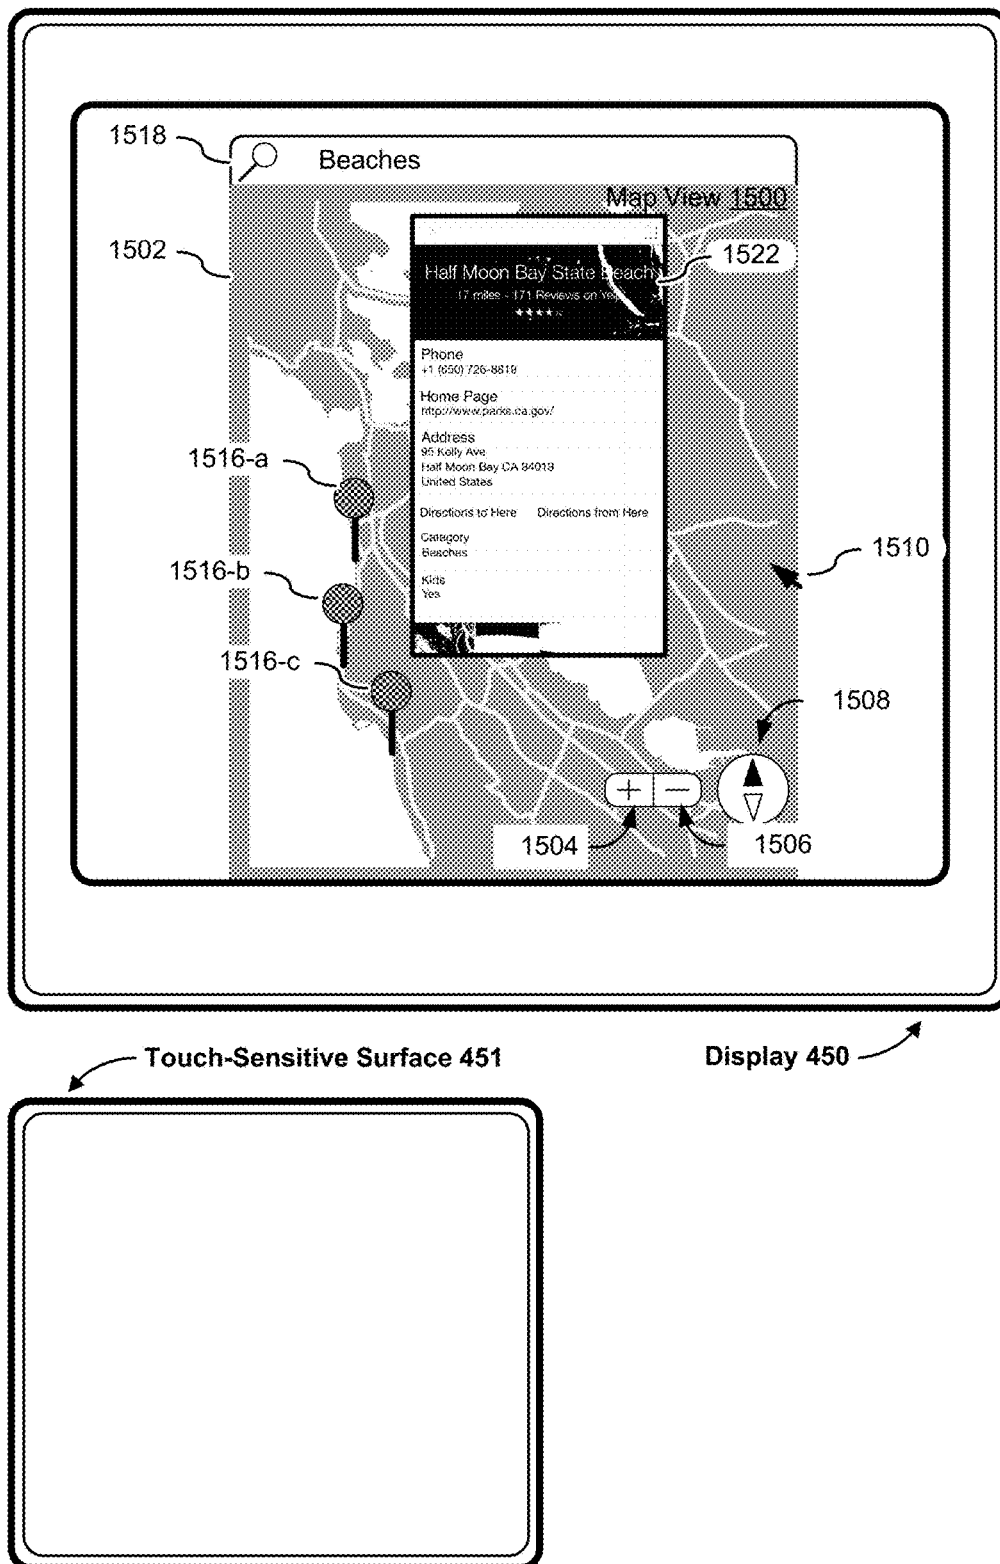 1518
Beaches
Map View 1500
1502
1522
Half Moon Bay State Beach
17 miles - 171 Reviews on
Phone
+1 (650) 726-8819
Home Page
http://www.parks.ca.gov/
Address
95 Kelly Ave
Half Moon Bay CA 94019
United States
1516-a
Directions to Here Directions from Here
Category
Beaches
1510
1516-b
Kids
Yes
1516-c
1508
1504
1506
Touch-Sensitive Surface 451
Display 450